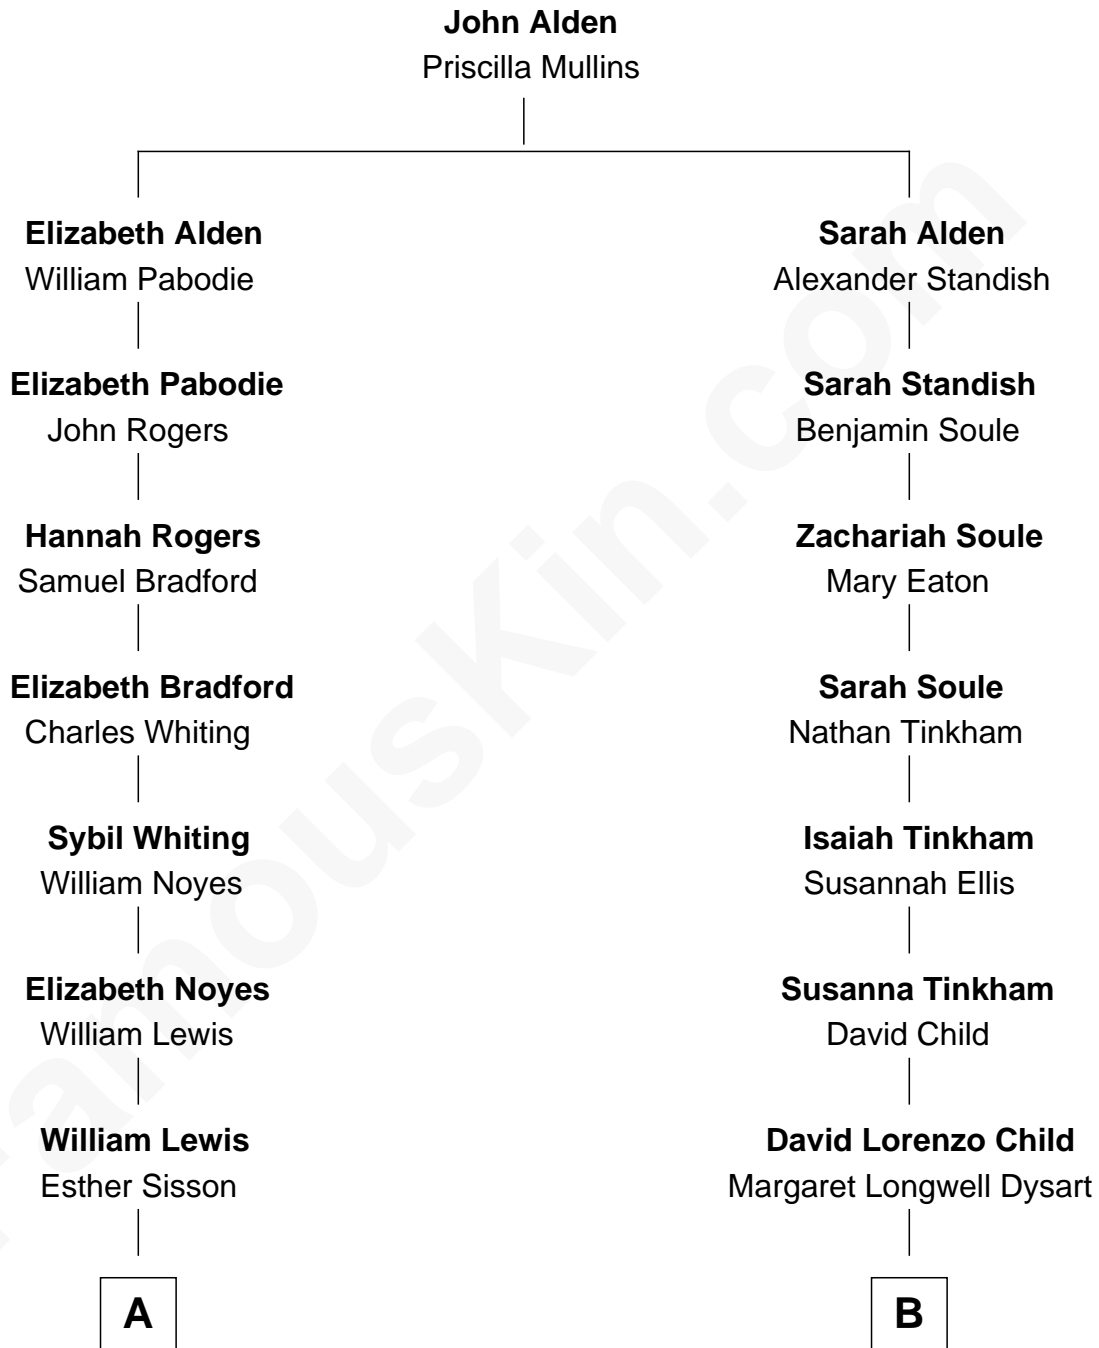 John Alden
Priscilla Mullins
Elizabeth Alden
William Pabodie
Sarah Alden
Alexander Standish
Elizabeth Pabodie
John Rogers
Sarah Standish
Benjamin Soule
Hannah Rogers
Samuel Bradford
Zachariah Soule
Mary Eaton
Elizabeth Bradford
Charles Whiting
Sarah Soule
Nathan Tinkham
Sybil Whiting
William Noyes
Isaiah Tinkham
Susannah Ellis
Elizabeth Noyes
William Lewis
Susanna Tinkham
David Child
William Lewis
Esther Sisson
David Lorenzo Child
Margaret Longwell Dysart
A
B
FamousKin.com